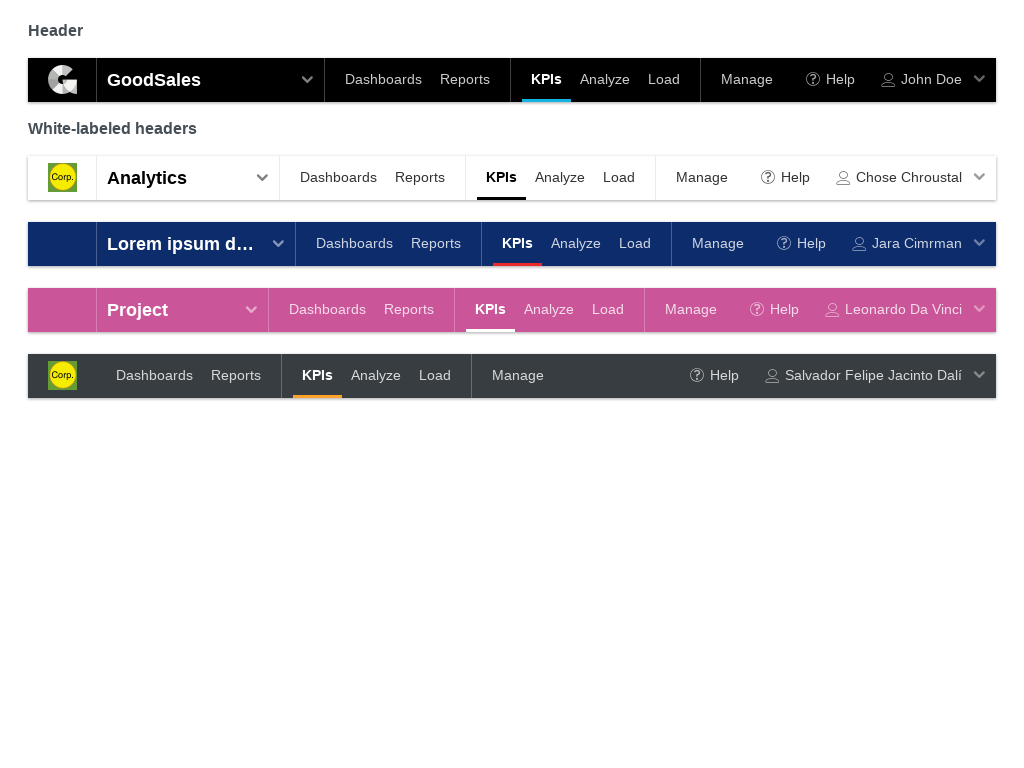 Header
GoodSales Dashboards Reports KPIs Analyze Load Manage Help John Doe
White-labeled headers
Corp. Analytics Dashboards Reports KPIs Analyze Load Manage Help Chose Chroustal
Lorem ipsum d… Dashboards Reports KPIs Analyze Load Manage Help Jara Cimrman
Project Dashboards Reports KPIs Analyze Load Manage Help Leonardo Da Vinci
Corp. Dashboards Reports KPIs Analyze Load Manage Help Salvador Felipe Jacinto Dalí